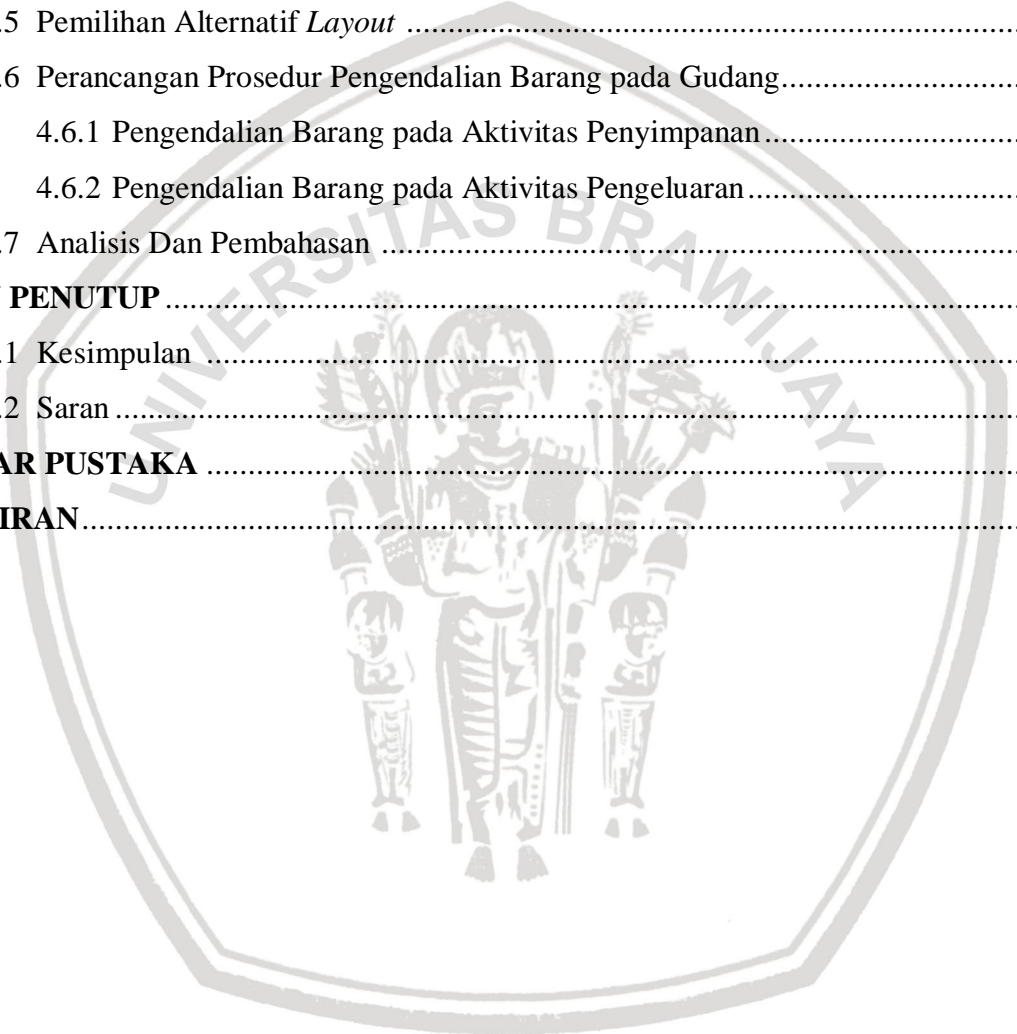 .5 Pemilihan Alternatif Layout ....................
.6 Perancangan Prosedur Pengendalian Barang pada Gudang....................
4.6.1 Pengendalian Barang pada Aktivitas Penyimpanan....................
4.6.2 Pengendalian Barang pada Aktivitas Pengeluaran....................
.7 Analisis Dan Pembahasan ....................
PENUTUP....................
.1 Kesimpulan ....................
.2 Saran ....................
AR PUSTAKA ....................
IRAN....................
UNIVERSITAS BRAWIJAYA